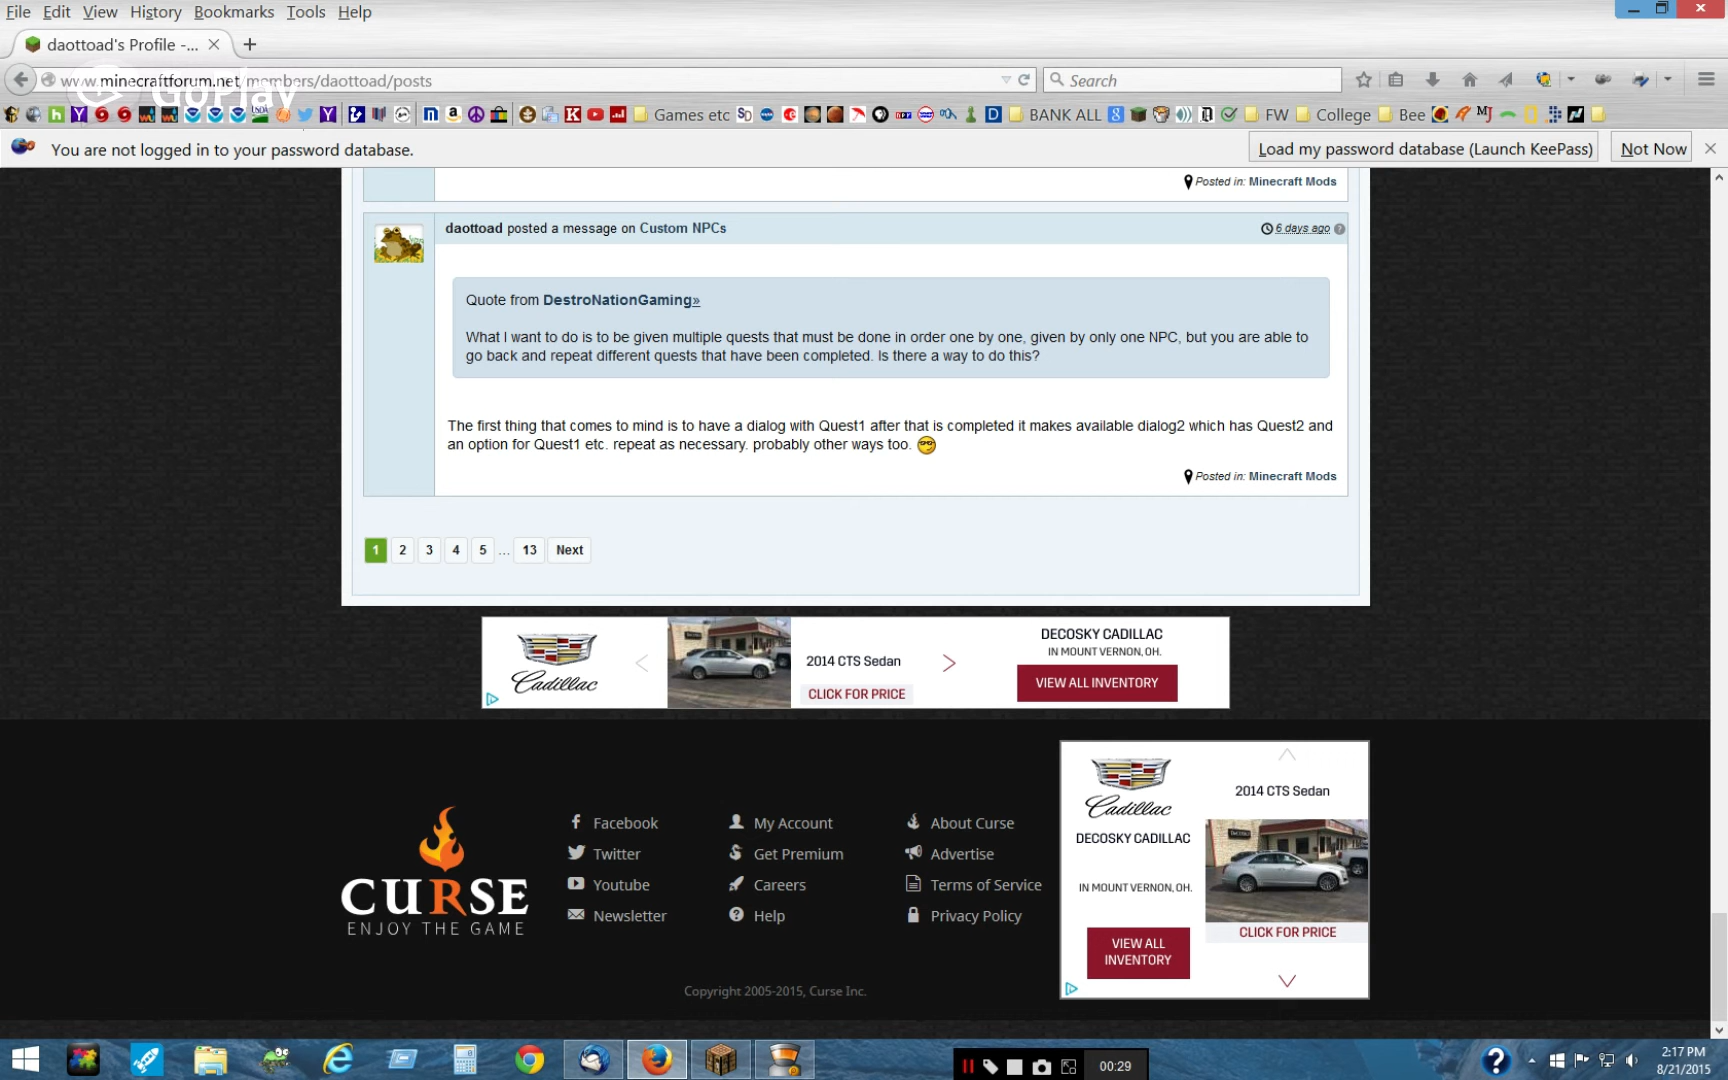 File Edit View History Bookmarks Tools Help
daottoad's Profile -...
www.minecraftforum.net/members/daottoad/posts
Search
GoPlay
Games etc
BANK ALL
FW
College
Bee
You are not logged in to your password database.
Load my password database (Launch KeePass)
Not Now
Posted in: Minecraft Mods
daottoad posted a message on Custom NPCs
6 days ago
Quote from DestroNationGaming»
What I want to do is to be given multiple quests that must be done in order one by one, given by only one NPC, but you are able to
go back and repeat different quests that have been completed. Is there a way to do this?
The first thing that comes to mind is to have a dialog with Quest1 after that is completed it makes available dialog2 which has Quest2 and
an option for Quest1 etc. repeat as necessary. probably other ways too.
Posted in: Minecraft Mods
1 2 3 4 5 ... 13 Next
Cadillac
2014 CTS Sedan
CLICK FOR PRICE
DECOSKY CADILLAC
IN MOUNT VERNON, OH.
VIEW ALL INVENTORY
CURSE
ENJOY THE GAME
Facebook
Twitter
Youtube
Newsletter
My Account
Get Premium
Careers
Help
About Curse
Advertise
Terms of Service
Privacy Policy
Cadillac
DECOSKY CADILLAC
IN MOUNT VERNON, OH.
VIEW ALL
INVENTORY
2014 CTS Sedan
CLICK FOR PRICE
Copyright 2005-2015, Curse Inc.
00:29
2:17 PM
8/21/2015